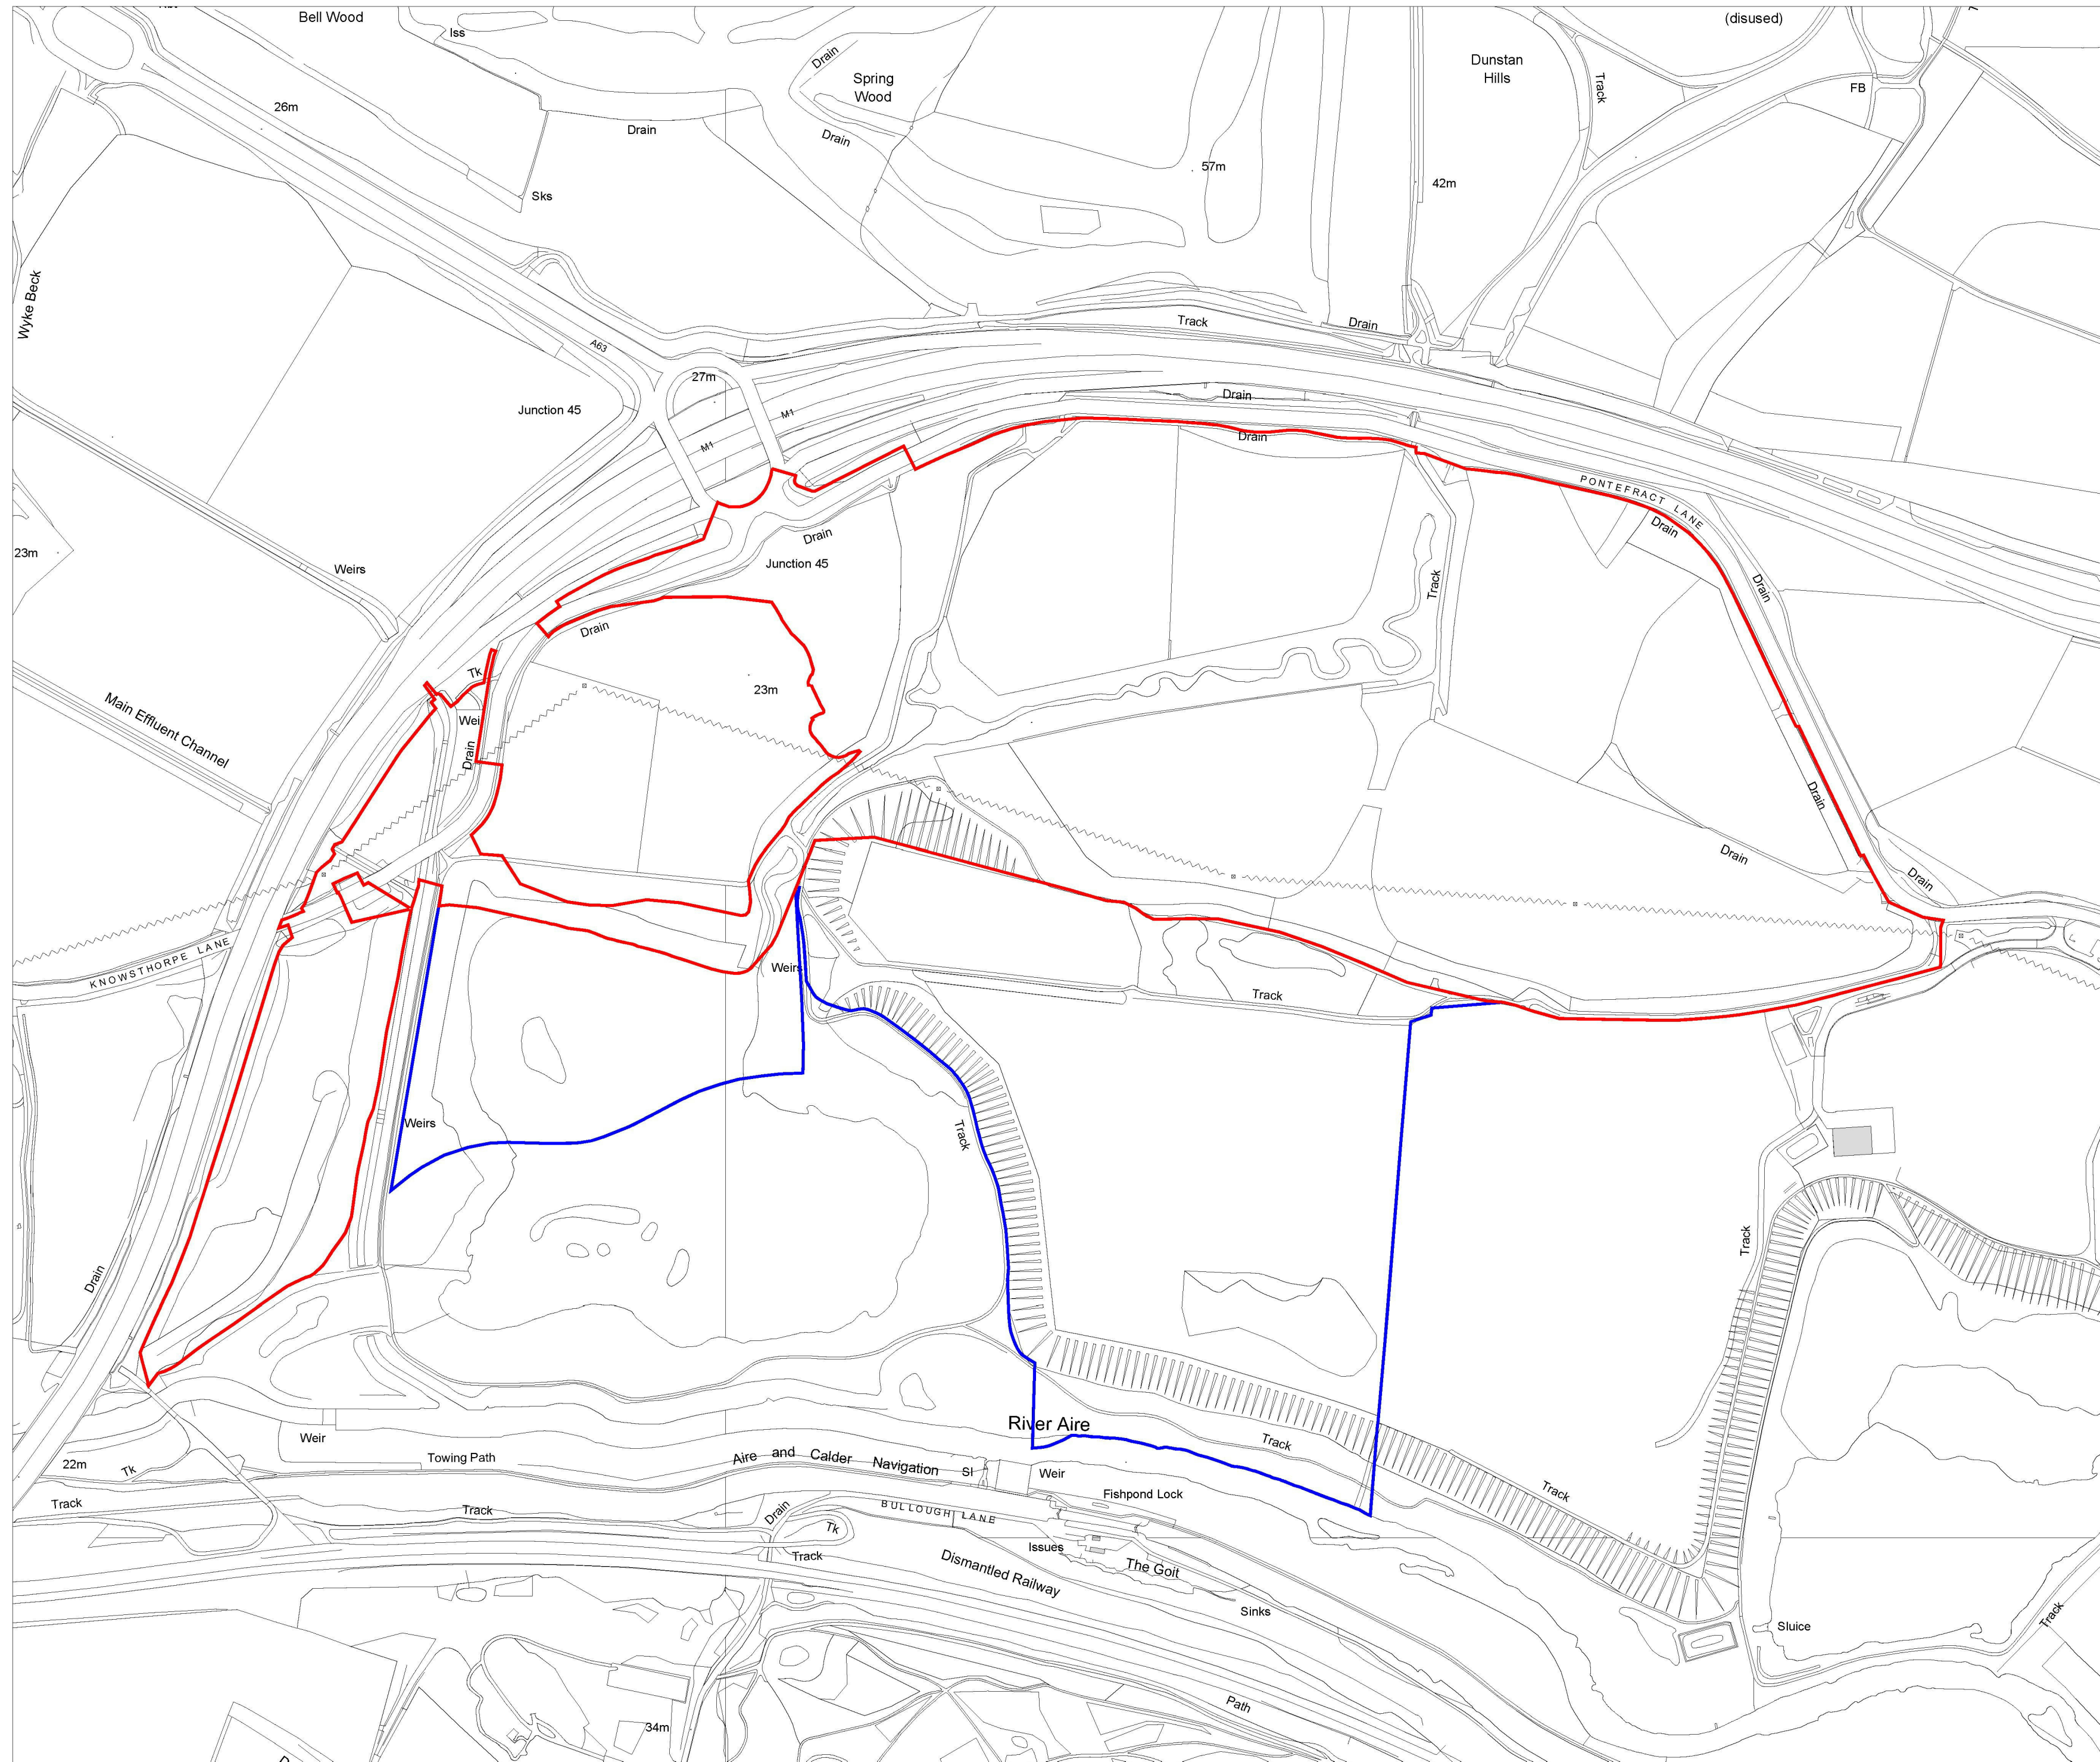 Bell Wood
(disused)
Iss
Drain
Dunstan
Hills
Spring
Wood
Track
FB
26m
Drain
Drain
57m
42m
Sks
Wyke Beck
Track
Drain
A63
27m
Junction 45
M1
M1
Drain
Drain
PONTEFRACT
LANE
Drain
Drain
Junction 45
23m
Weirs
Track
Drain
Drain
Tk
23m
Wei
Main Effluent Channel
Drain
Drain
Drain
Drain
KNOWSTHORPE LANE
Weirs
Track
Weirs
Track
Track
Drain
River Aire
Weir
Towing Path
Aire and Calder Navigation
Sl
Weir
Track
22m
Tk
Track
Fishpond Lock
Track
Track
Drain
BULLOUGH LANE
Tk
Track
Issues
Dismantled Railway
The Goit
Sinks
Sluice
Track
Path
34m